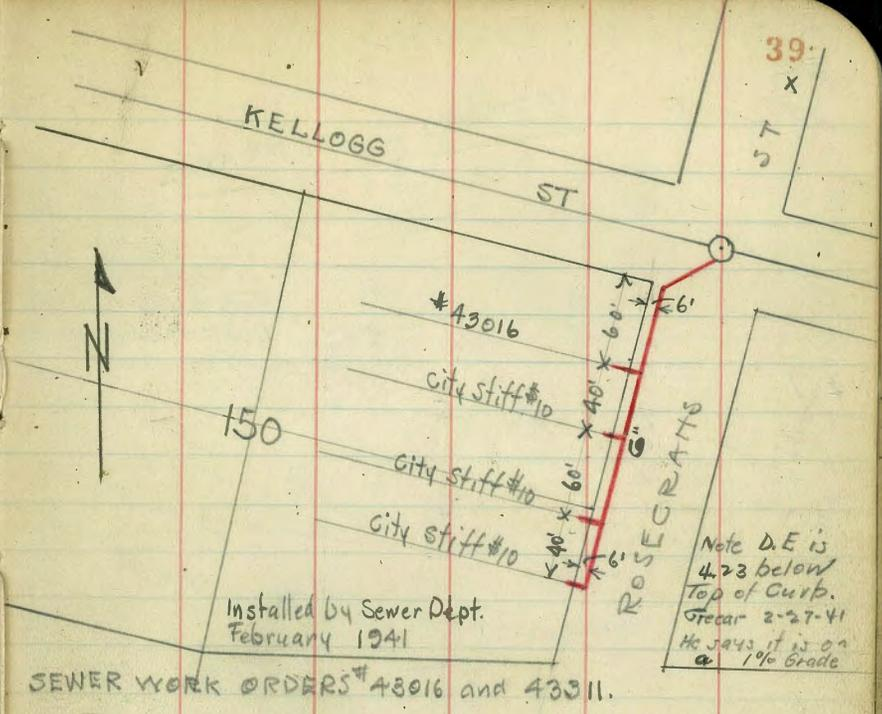 39
ST X
KELLOGG
ST
#43016
6'
60'
City Stiff #10
40'
6"
150
City Stiff #10
60'
City Stiff #10
40'
6'
N
ROSECRANS
Note D.E is
4.23 below
Top of Curb.
2-27-41
He says it is on
a 1% Grade
Installed by Sewer Dept.
February 1941
SEWER WORK ORDERS #43016 and 43311.